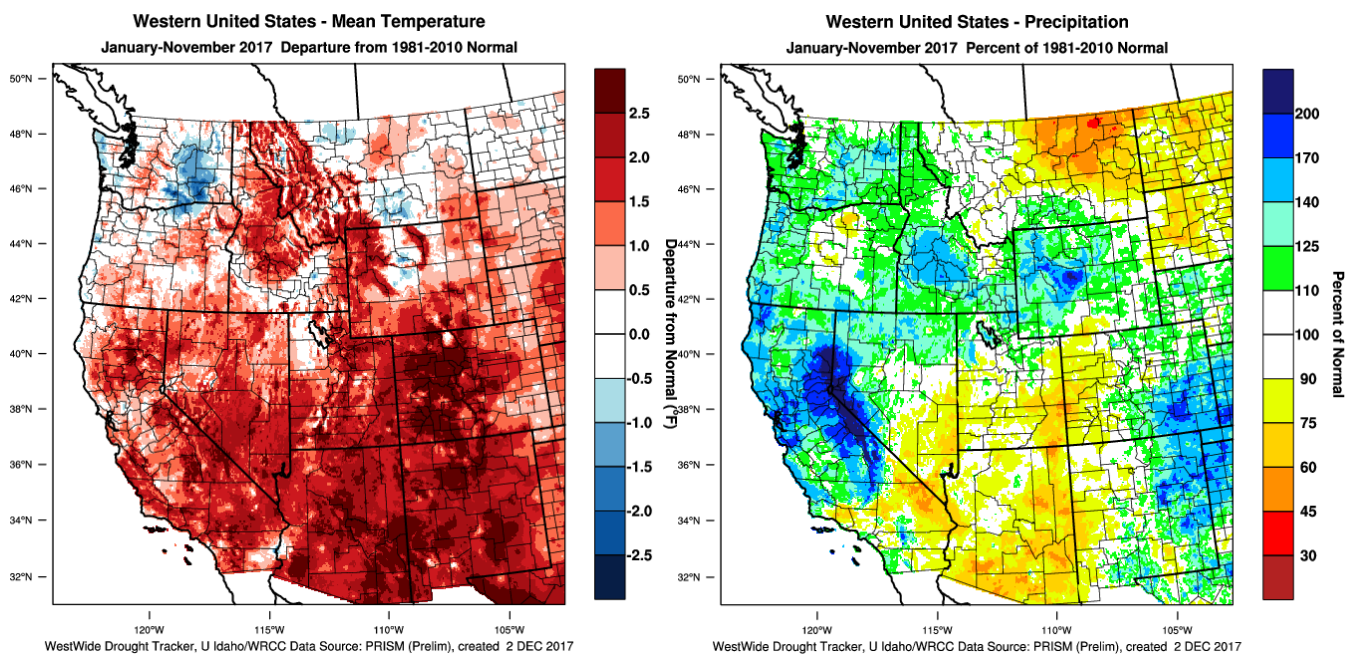 Western United States - Mean Temperature
January-November 2017 Departure from 1981-2010 Normal
50°N
48°N
46°N
44°N
42°N
40°N
38°N
36°N
34°N
32°N
120°W
115°W
110°W
105°W
2.5
2.0
1.5
1.0
0.5
0.0
-0.5
-1.0
-1.5
-2.0
-2.5
Departure from Normal (°F)
WestWide Drought Tracker, U Idaho/WRCC Data Source: PRISM (Prelim), created 2 DEC 2017
Western United States - Precipitation
January-November 2017 Percent of 1981-2010 Normal
50°N
48°N
46°N
44°N
42°N
40°N
38°N
36°N
34°N
32°N
120°W
115°W
110°W
105°W
200
170
140
125
110
100
90
75
60
45
30
Percent of Normal
WestWide Drought Tracker, U Idaho/WRCC Data Source: PRISM (Prelim), created 2 DEC 2017